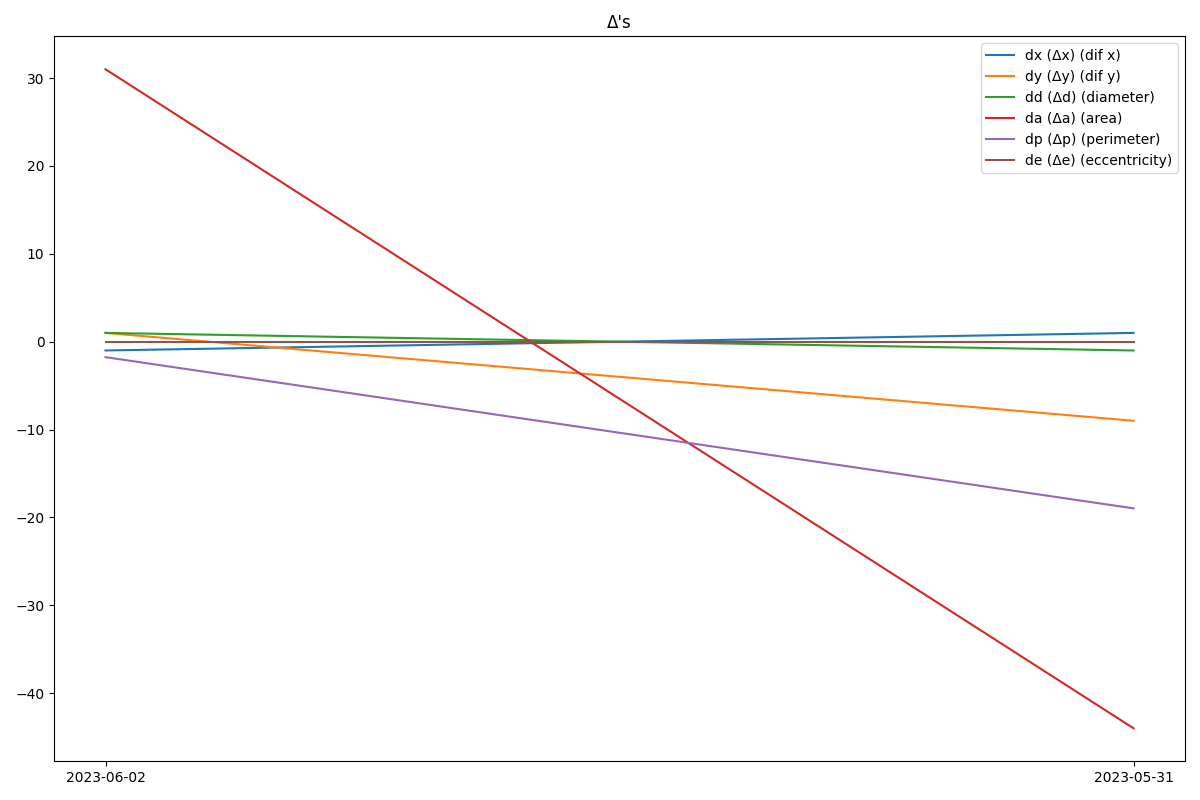 Δ's
dx (Δx) (dif x)
dy (Δy) (dif y)
dd (Δd) (diameter)
da (Δa) (area)
dp (Δp) (perimeter)
de (Δe) (eccentricity)
30
20
10
0
−10
−20
−30
−40
2023-06-02
2023-05-31